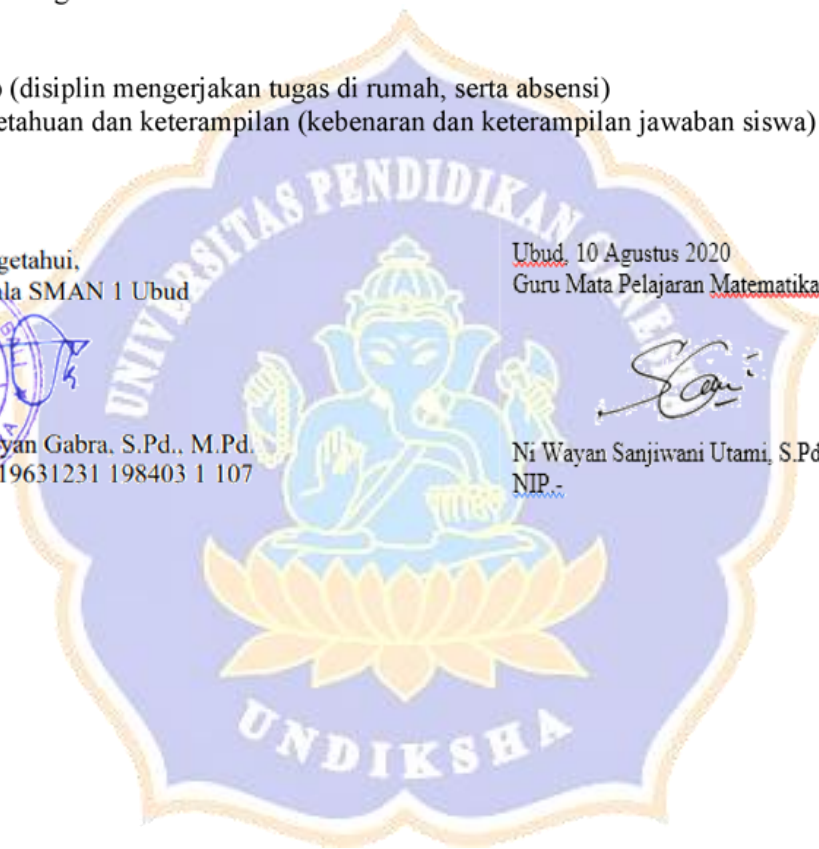 (disiplin mengerjakan tugas di rumah, serta absensi)
etahuan dan keterampilan (kebenaran dan keterampilan jawaban siswa)
UNIVERSITAS PENDIDIKAN
getahui,
ala SMAN 1 Ubud
Ubud, 10 Agustus 2020
Guru Mata Pelajaran Matematika
yan Gabra, S.Pd., M.Pd.
19631231 198403 1 107
Ni Wayan Sanjiwani Utami, S.Pd
NIP.-
UNDIKSHA